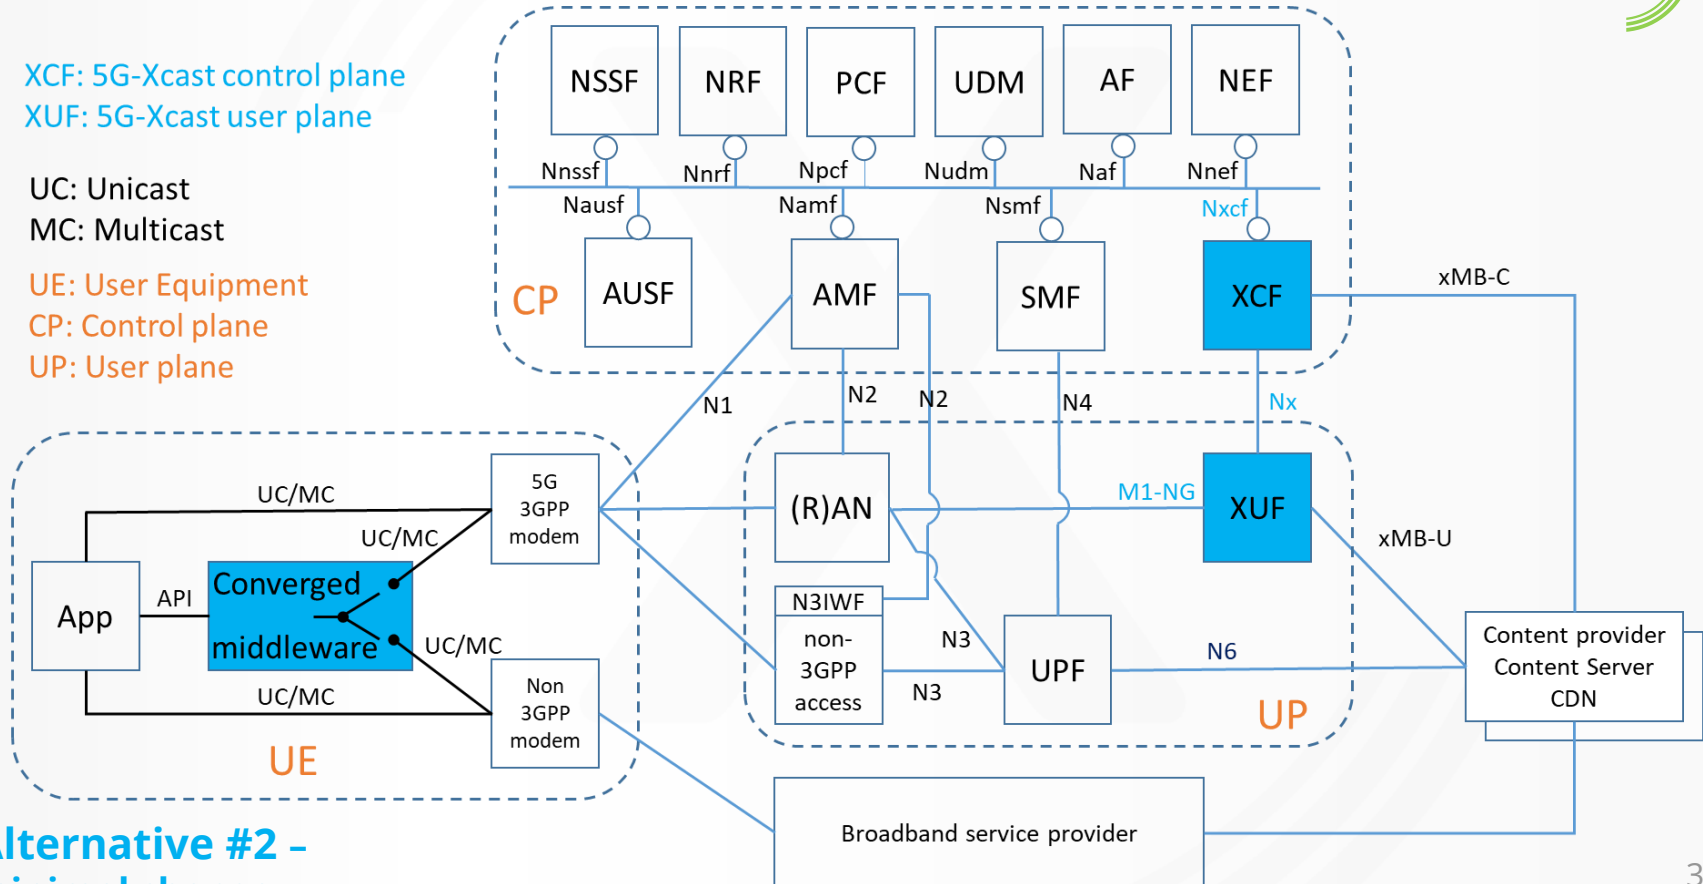 XCF: 5G-Xcast control plane
XUF: 5G-Xcast user plane
UC: Unicast
MC: Multicast
UE: User Equipment
CP: Control plane
UP: User plane
NSSF
NRF
PCF
UDM
AF
NEF
Nnssf
Nnrf
Npcf
Nudm
Naf
Nnef
Nausf
Namf
Nsmf
Nxcf
CP
AUSF
AMF
SMF
XCF
xMB-C
N1
N2
N2
N4
Nx
5G
3GPP
modem
UC/MC
UC/MC
(R)AN
M1-NG
XUF
xMB-U
App
API
Converged
middleware
UC/MC
UC/MC
Non
3GPP
modem
UE
N3IWF
non-
3GPP
access
N3
N3
UPF
N6
UP
Content provider
Content Server
CDN
Broadband service provider
lternative #2 –
3